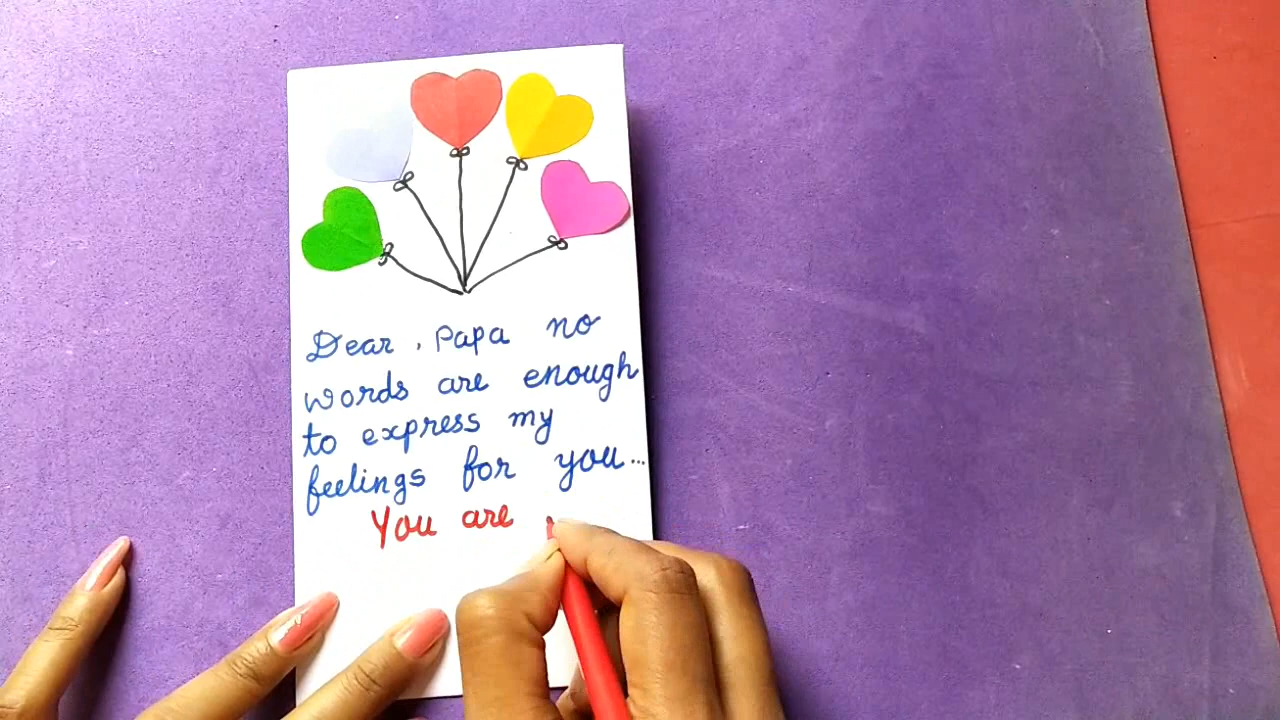 Dear, Papa no
words are enough
to express my
feelings for you...
You are